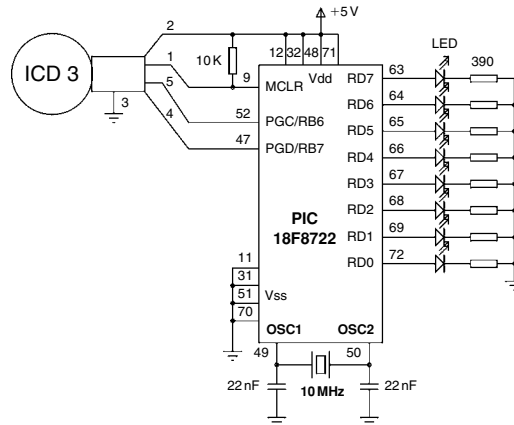 +5 V
2
LED
390
10K
12 32 48 71
1
ICD 3
9
MCLR
Vdd
RD7
63
5
RD6
64
3
4
52
PGC/RB6
RD5
65
47
PGD/RB7
RD4
66
RD3
67
RD2
68
PIC
18F8722
RD1
69
RD0
72
11
31
51
Vss
70
OSC1
OSC2
49
50
22 nF
10 MHz
22 nF